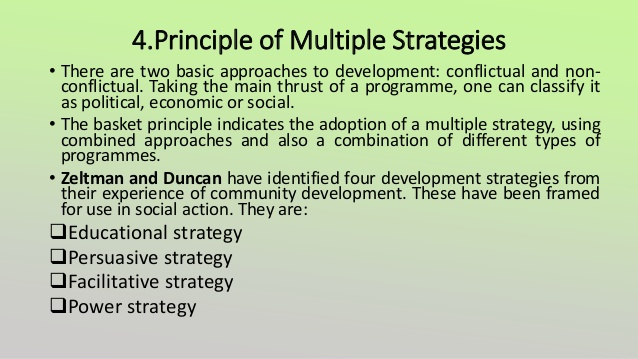 4.Principle of Multiple Strategies
• There are two basic approaches to development: conflictual and non-
conflictual. Taking the main thrust of a programme, one can classify it
as political, economic or social.
• The basket principle indicates the adoption of a multiple strategy, using
combined approaches and also a combination of different types of
programmes.
• Zeltman and Duncan have identified four development strategies from
their experience of community development. These have been framed
for use in social action. They are:
❑Educational strategy
❑Persuasive strategy
❑Facilitative strategy
❑Power strategy